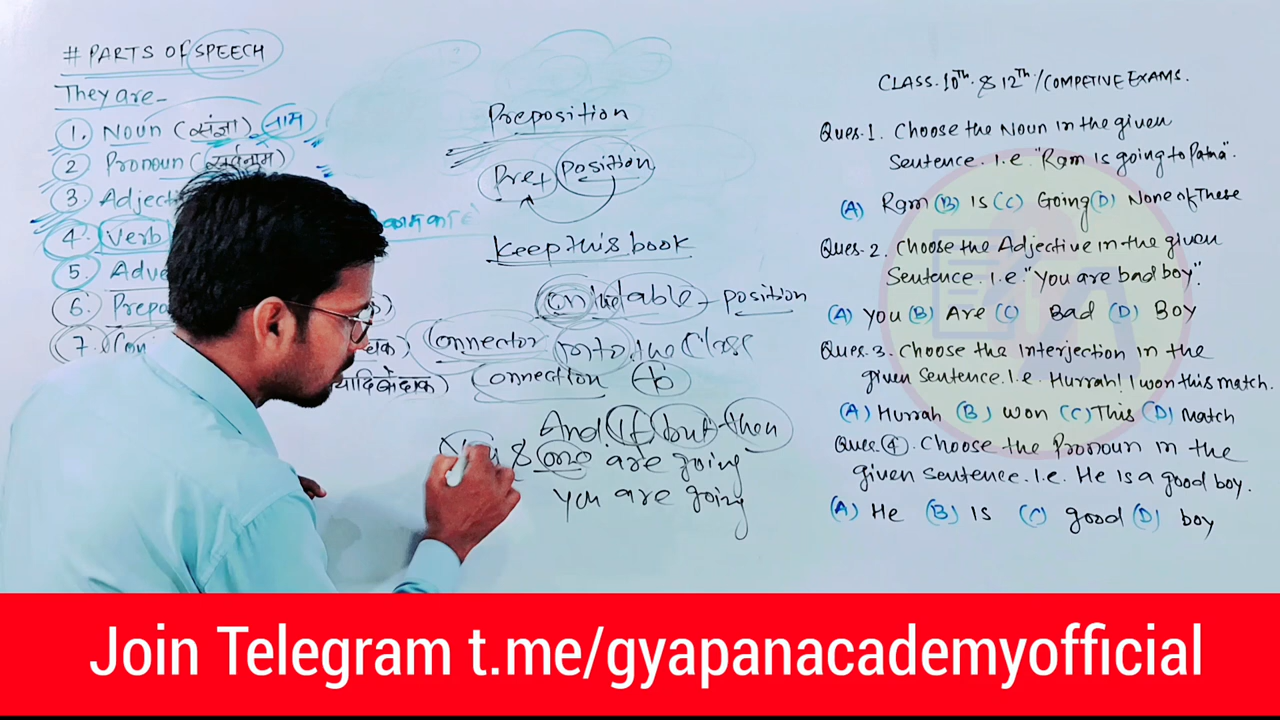 # PARTS OF SPEECH
They are-
1. Noun (संज्ञा) नाम
2 Pronoun (सर्वनाम)
3. Adjecti
4. Verb
5. Adve
6. Prepo
7. Con
Preposition
Pre+ position
Keep this book
on position
Connector onto the Class
Connection
And. If but then
& one are going
you are going
CLASS. 10Th & 12Th / COMPETIVE EXAMS.
Ques.1. Choose the Noun in the given
Sentence. I.e "Ram is going to Patna".
(A) Ram (B) Is (C) Going (D) None of These
Ques-2. Choose the Adjective in the given
Sentence. I.e "You are bad boy".
(A) You (B) Are (C) Bad (D) Boy
Ques.3. Choose the Interjection in the
given Sentence. I.e. Hurrah! I won this match.
(A) Hurrah (B) won (C) This (D) match
Ques.④. Choose the Pronoun in the
given sentence. I.e. He is a good boy.
(A) He (B) Is (C) good (D) boy
Join Telegram t.me/gyapanacademyofficial